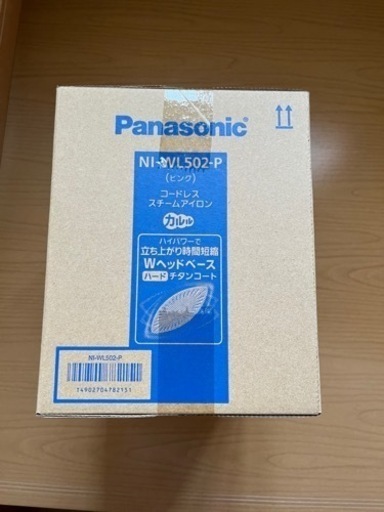 Panasonic
NI-WL502-P
(ピンク)
コードレス
スチームアイロン
カルル
ハイパワーで
立ち上がり時間短縮
Wヘッドベース
ハード チタンコート
NI-WL502-P
T4902704782151